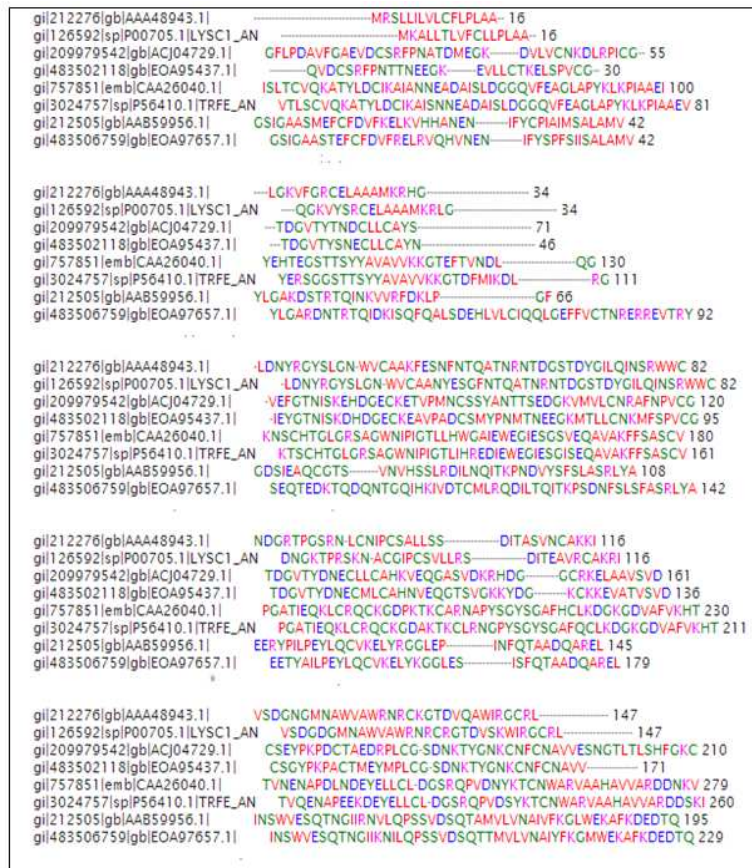 gi|212276|gb|AAA48943.1| --------------------MRSLLILVLCFLPLAA-- 16
gi|126592|sp|P00705.1|LYSC1_AN --------------------MKALLTLVFCLLPLAA-- 16
gi|209979542|gb|ACJ04729.1| GFLPDAVFGAEVDCSRFPNATDMEGK------DVLVCNKDLRPICG-- 55
gi|483502118|gb|EOA95437.1| ---------QVDCSRFPNTTNEEGK------EVLLCTKELSPVCG-- 30
gi|757851|emb|CAA26040.1| ISLTCVQKATYLDCIKAIANNEADAISLDGGQVFEAGLAPYKLKPIAAEI 100
gi|3024757|sp|P56410.1|TRFE_AN VTLSCVQKATYLDCIKAISNNEADAISLDGGQVFEAGLAPYKLKPIAAEV 81
gi|212505|gb|AAB59956.1| GSIGAASMEFCFDVFKELKVHHANEN------IFYCPIAIMSALAMV 42
gi|483506759|gb|EOA97657.1| GSIGAASTEFCFDVFRELRVQHVNEN------IFYSPFSIISALAMV 42
:. .
gi|212276|gb|AAA48943.1| ---LGKVFGRCELAAAMKRHG-------------------- 34
gi|126592|sp|P00705.1|LYSC1_AN ---QGKVYSRCELAAAMKRLG-------------------- 34
gi|209979542|gb|ACJ04729.1| ---TDGVTYTNDCLLCAYS-------------------- 71
gi|483502118|gb|EOA95437.1| ---TDGVTYSNECLLCAYN-------------------- 46
gi|757851|emb|CAA26040.1| YEHTEGSTTSYYAVAVVKKGTEFTVNDL--------------QG 130
gi|3024757|sp|P56410.1|TRFE_AN YERSGGSTTSYYAVAVVKKGTDFMIKDL--------------RG 111
gi|212505|gb|AAB59956.1| YLGAKDSTRTQINKVVRFDKLP------------------GF 66
gi|483506759|gb|EOA97657.1| YLGARDNTRTQIDKISQFQALSDEHLVLCIQQLGEFFVCTNRERREVTRY 92
.. .
gi|212276|gb|AAA48943.1| -LDNYRGYSLGN-WVCAAKFESNFNTQATNRNTDGSTDYGILQINSRWWC 82
gi|126592|sp|P00705.1|LYSC1_AN -LDNYRGYSLGN-WVCAANYESGFNTQATNRNTDGSTDYGILQINSRWWC 82
gi|209979542|gb|ACJ04729.1| -VEFGTNISKEHDGECKETVPMNCSSYANTTSEDGKVMVLCNRAFNPVCG 120
gi|483502118|gb|EOA95437.1| -IEYGTNISKDHDGECKEAVPADCSMYPNMTNEEGKMTLLCNKMFSPVCG 95
gi|757851|emb|CAA26040.1| KNSCHTGLGRSAGWNIPIGTLLHWGAIEWEGIESGSVEQAVAKFFSASCV 180
gi|3024757|sp|P56410.1|TRFE_AN KTSCHTGLGRSAGWNIPIGTLIHREDIEWEGIESGISEQAVAKFFSASCV 161
gi|212505|gb|AAB59956.1| GDSIEAQCGTS------VNVHSSLRDILNQITKPNDVYSFSLASRLYA 108
gi|483506759|gb|EOA97657.1| SEQTEDKTQDQNTGQIHKIVDTCMLRQDILTQITKPSDNFSLSFASRLYA 142
. .
gi|212276|gb|AAA48943.1| NDGRTPGSRN-LCNIPCSALLSS---------DITASVNCAKKI 116
gi|126592|sp|P00705.1|LYSC1_AN DNGKTPRSKN-ACGIPCSVLLRS---------DITEAVRCAKRI 116
gi|209979542|gb|ACJ04729.1| TDGVTYDNECLLCAHKVEQGASVDKRHDG------GCRKELAAVSVD 161
gi|483502118|gb|EOA95437.1| TDGVTYDNECMLCAHNVEQGTSVGKKYDG------KCKKEVATVSVD 136
gi|757851|emb|CAA26040.1| PGATIEQKLCRQCKGDPKTKCARNAPYSGYSGAFHCLKDGKGDVAFVKHT 230
gi|3024757|sp|P56410.1|TRFE_AN PGATIEQKLCRQCKGDAKTKCLRNGPYSGYSGAFQCLKDGKGDVAFVKHT 211
gi|212505|gb|AAB59956.1| EERYPILPEYLQCVKELYRGGLEP---------INFQTAADQAREL 145
gi|483506759|gb|EOA97657.1| EETYAILPEYLQCVKELYKGGLES---------ISFQTAADQAREL 179
* .
gi|212276|gb|AAA48943.1| VSDGNGMNAWVAWRNRCKGTDVQAWIRGCRL------------- 147
gi|126592|sp|P00705.1|LYSC1_AN VSDGDGMNAWVAWRNRCRGTDVSKWIRGCRL------------- 147
gi|209979542|gb|ACJ04729.1| CSEYPKPDCTAEDRPLCG-SDNKTYGNKCNFCNAVVESNGTLTLSHFGKC 210
gi|483502118|gb|EOA95437.1| CSGYPKPACTMEYMPLCG-SDNKTYGNKCNFCNAVV------------ 171
gi|757851|emb|CAA26040.1| TVNENAPDLNDEYELLCL-DGSRQPVDNYKTCNWARVAAHAVVARDDNKV 279
gi|3024757|sp|P56410.1|TRFE_AN TVQENAPEEKDEYELLCL-DGSRQPVDSYKTCNWARVAAHAVVARDDSKI 260
gi|212505|gb|AAB59956.1| INSWVESQTNGIIRNVLQPSSVDSQTAMVLVNAIVFKGLWEKAFKDEDTQ 195
gi|483506759|gb|EOA97657.1| INSWVESQTNGIIKNILQPSSVDSQTTMVLVNAIYFKGMWEKAFKDEDTQ 229
.